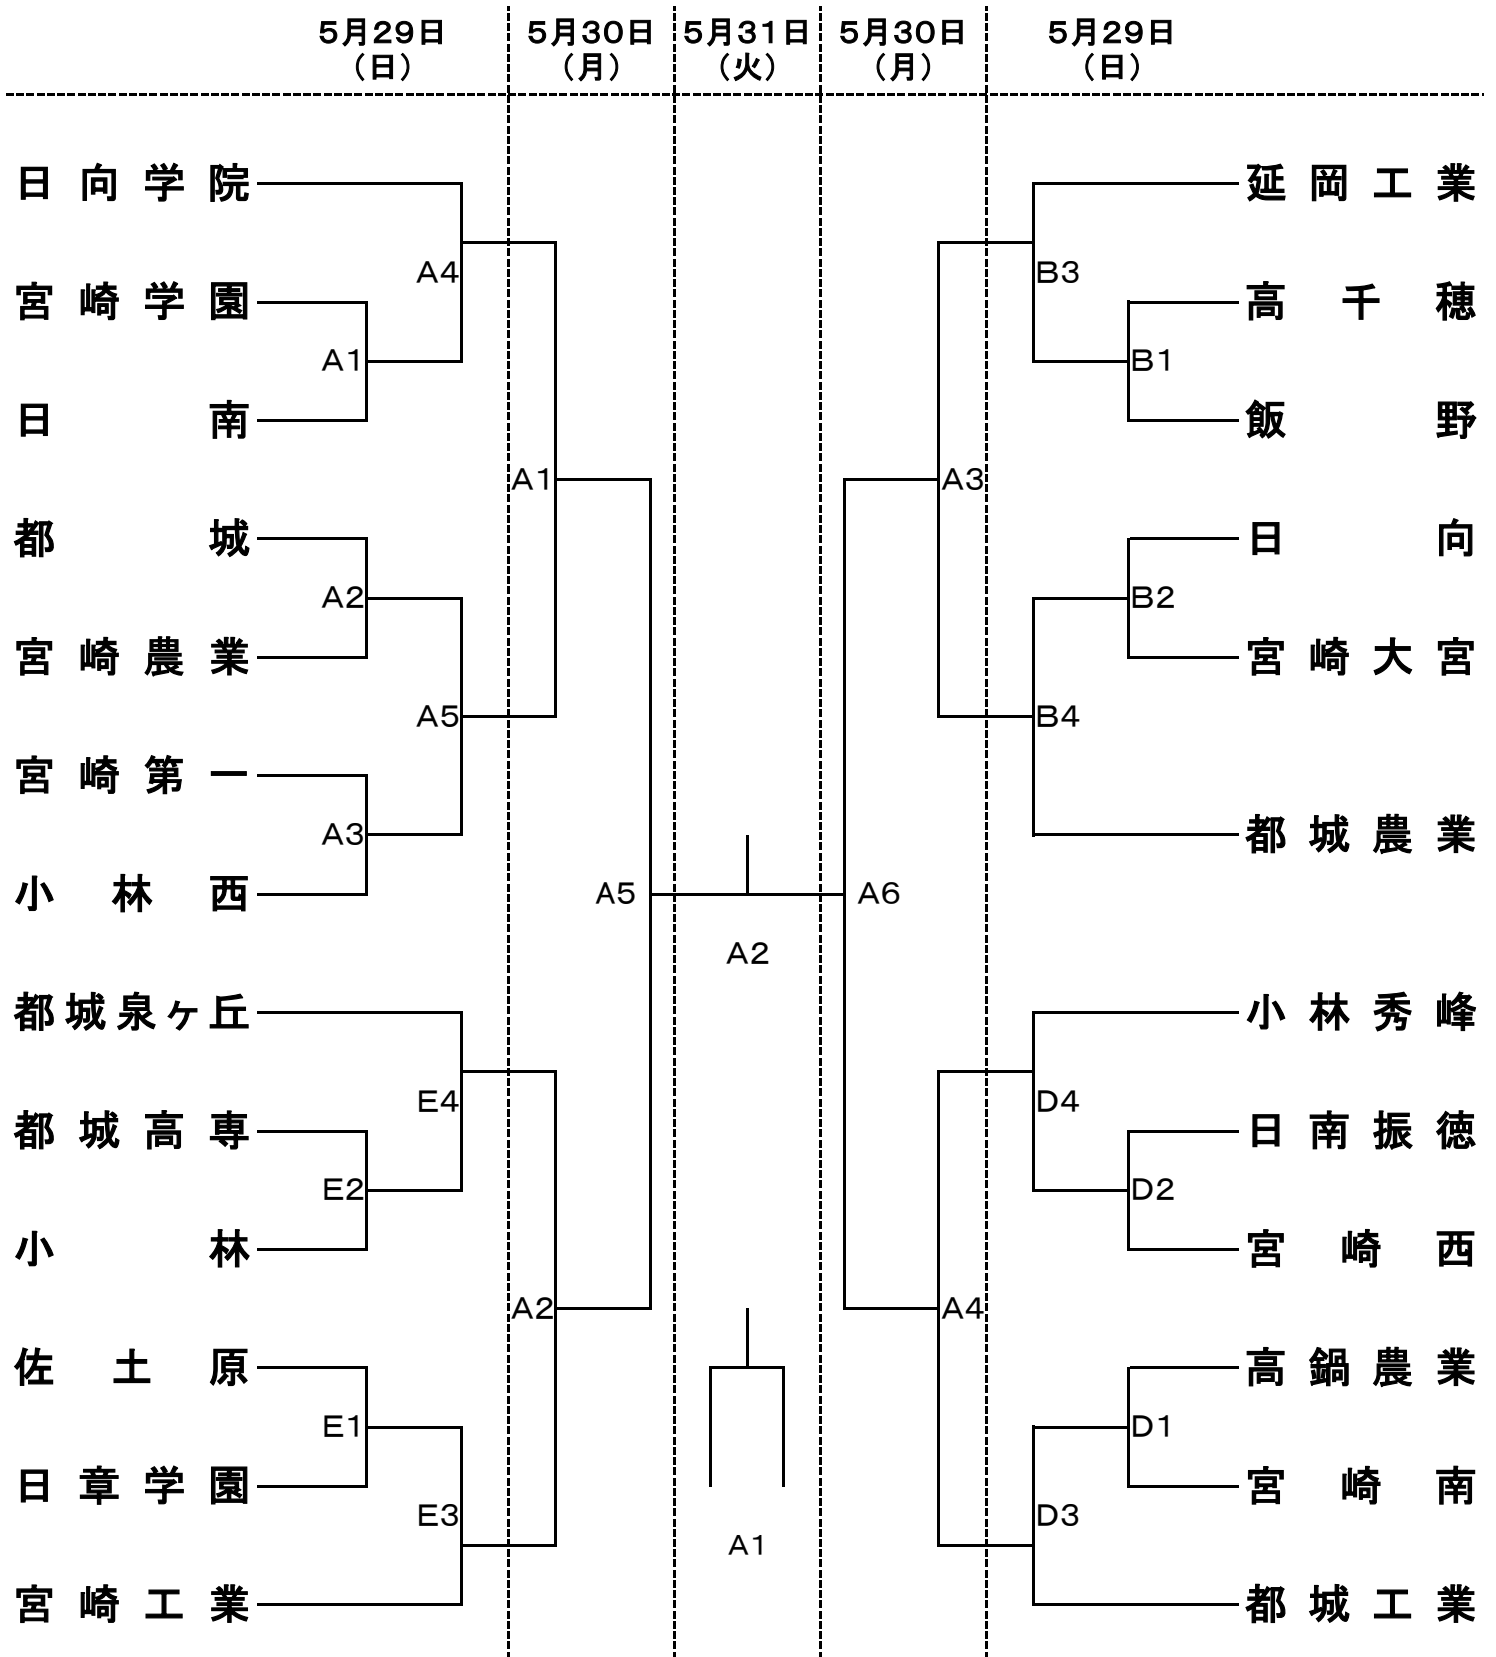 5月29日 5月30日 5月31日 5月30日 5月29日
（日） （月） （火） （月） （日）
日向学院 延岡工業
A4 B3
宮崎学園 高千穂
A1 B1
日南 飯野
A1 A3
都城 日向
A2 B2
宮崎農業 宮崎大宮
A5 B4
宮崎第一
A3 都城農業
小林西 A5 A6
A2
都城泉ヶ丘 小林秀峰
E4 D4
都城高専 日南振徳
E2 D2
小林 宮崎西
A2 A4
佐土原 高鍋農業
E1 D1
日章学園 宮崎南
E3 D3
A1
宮崎工業 都城工業